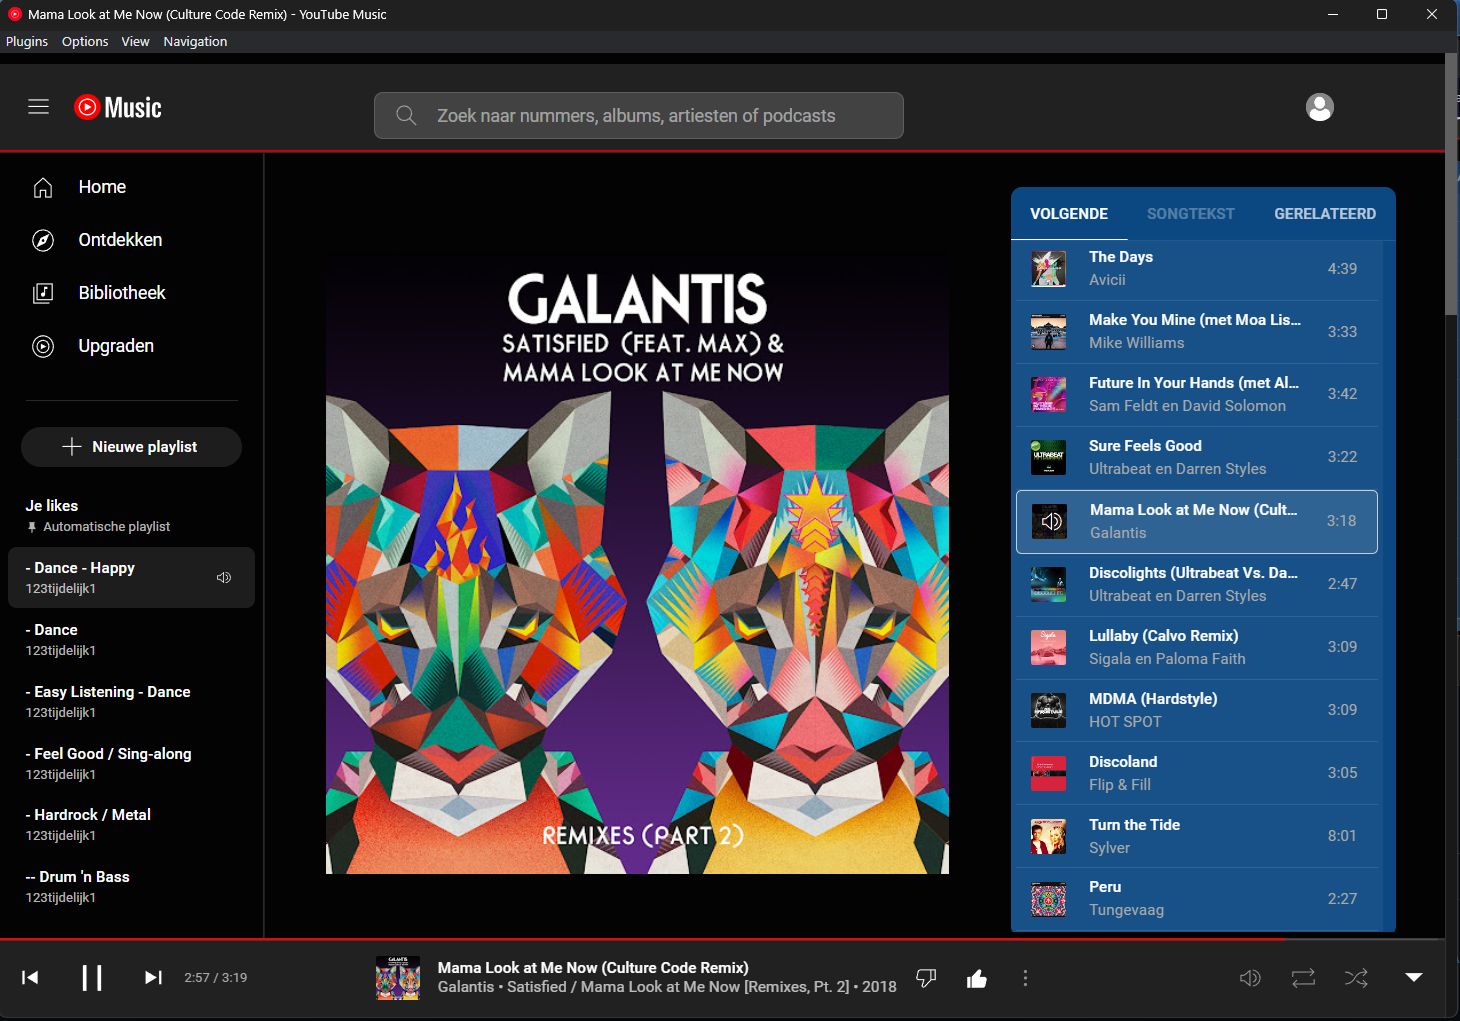 Mama Look at Me Now (Culture Code Remix) - YouTube Music
Plugins Options View Navigation
Music
Zoek naar nummers, albums, artiesten of podcasts
Home
Ontdekken
Bibliotheek
Upgraden
Nieuwe playlist
Je likes
Automatische playlist
- Dance - Happy
123tijdelijk1
- Dance
123tijdelijk1
- Easy Listening - Dance
123tijdelijk1
- Feel Good / Sing-along
123tijdelijk1
- Hardrock / Metal
123tijdelijk1
-- Drum 'n Bass
123tijdelijk1
GALANTIS
SATISFIED (FEAT. MAX) &
MAMA LOOK AT ME NOW
REMIXES (PART 2)
VOLGENDE SONGTEKST GERELATEERD
The Days
Avicii
4:39
Make You Mine (met Moa Lis...
Mike Williams
3:33
Future In Your Hands (met Al...
Sam Feldt en David Solomon
3:42
Sure Feels Good
Ultrabeat en Darren Styles
3:22
ULTRABEAT
Mama Look at Me Now (Cult...
Galantis
3:18
Discolights (Ultrabeat Vs. Da...
Ultrabeat en Darren Styles
2:47
Lullaby (Calvo Remix)
Sigala en Paloma Faith
3:09
Sigala
MDMA (Hardstyle)
HOT SPOT
3:09
Discoland
Flip & Fill
3:05
Turn the Tide
Sylver
8:01
Peru
Tungevaag
2:27
2:57 / 3:19
GALANTIS
Mama Look at Me Now (Culture Code Remix)
Galantis • Satisfied / Mama Look at Me Now [Remixes, Pt. 2] • 2018